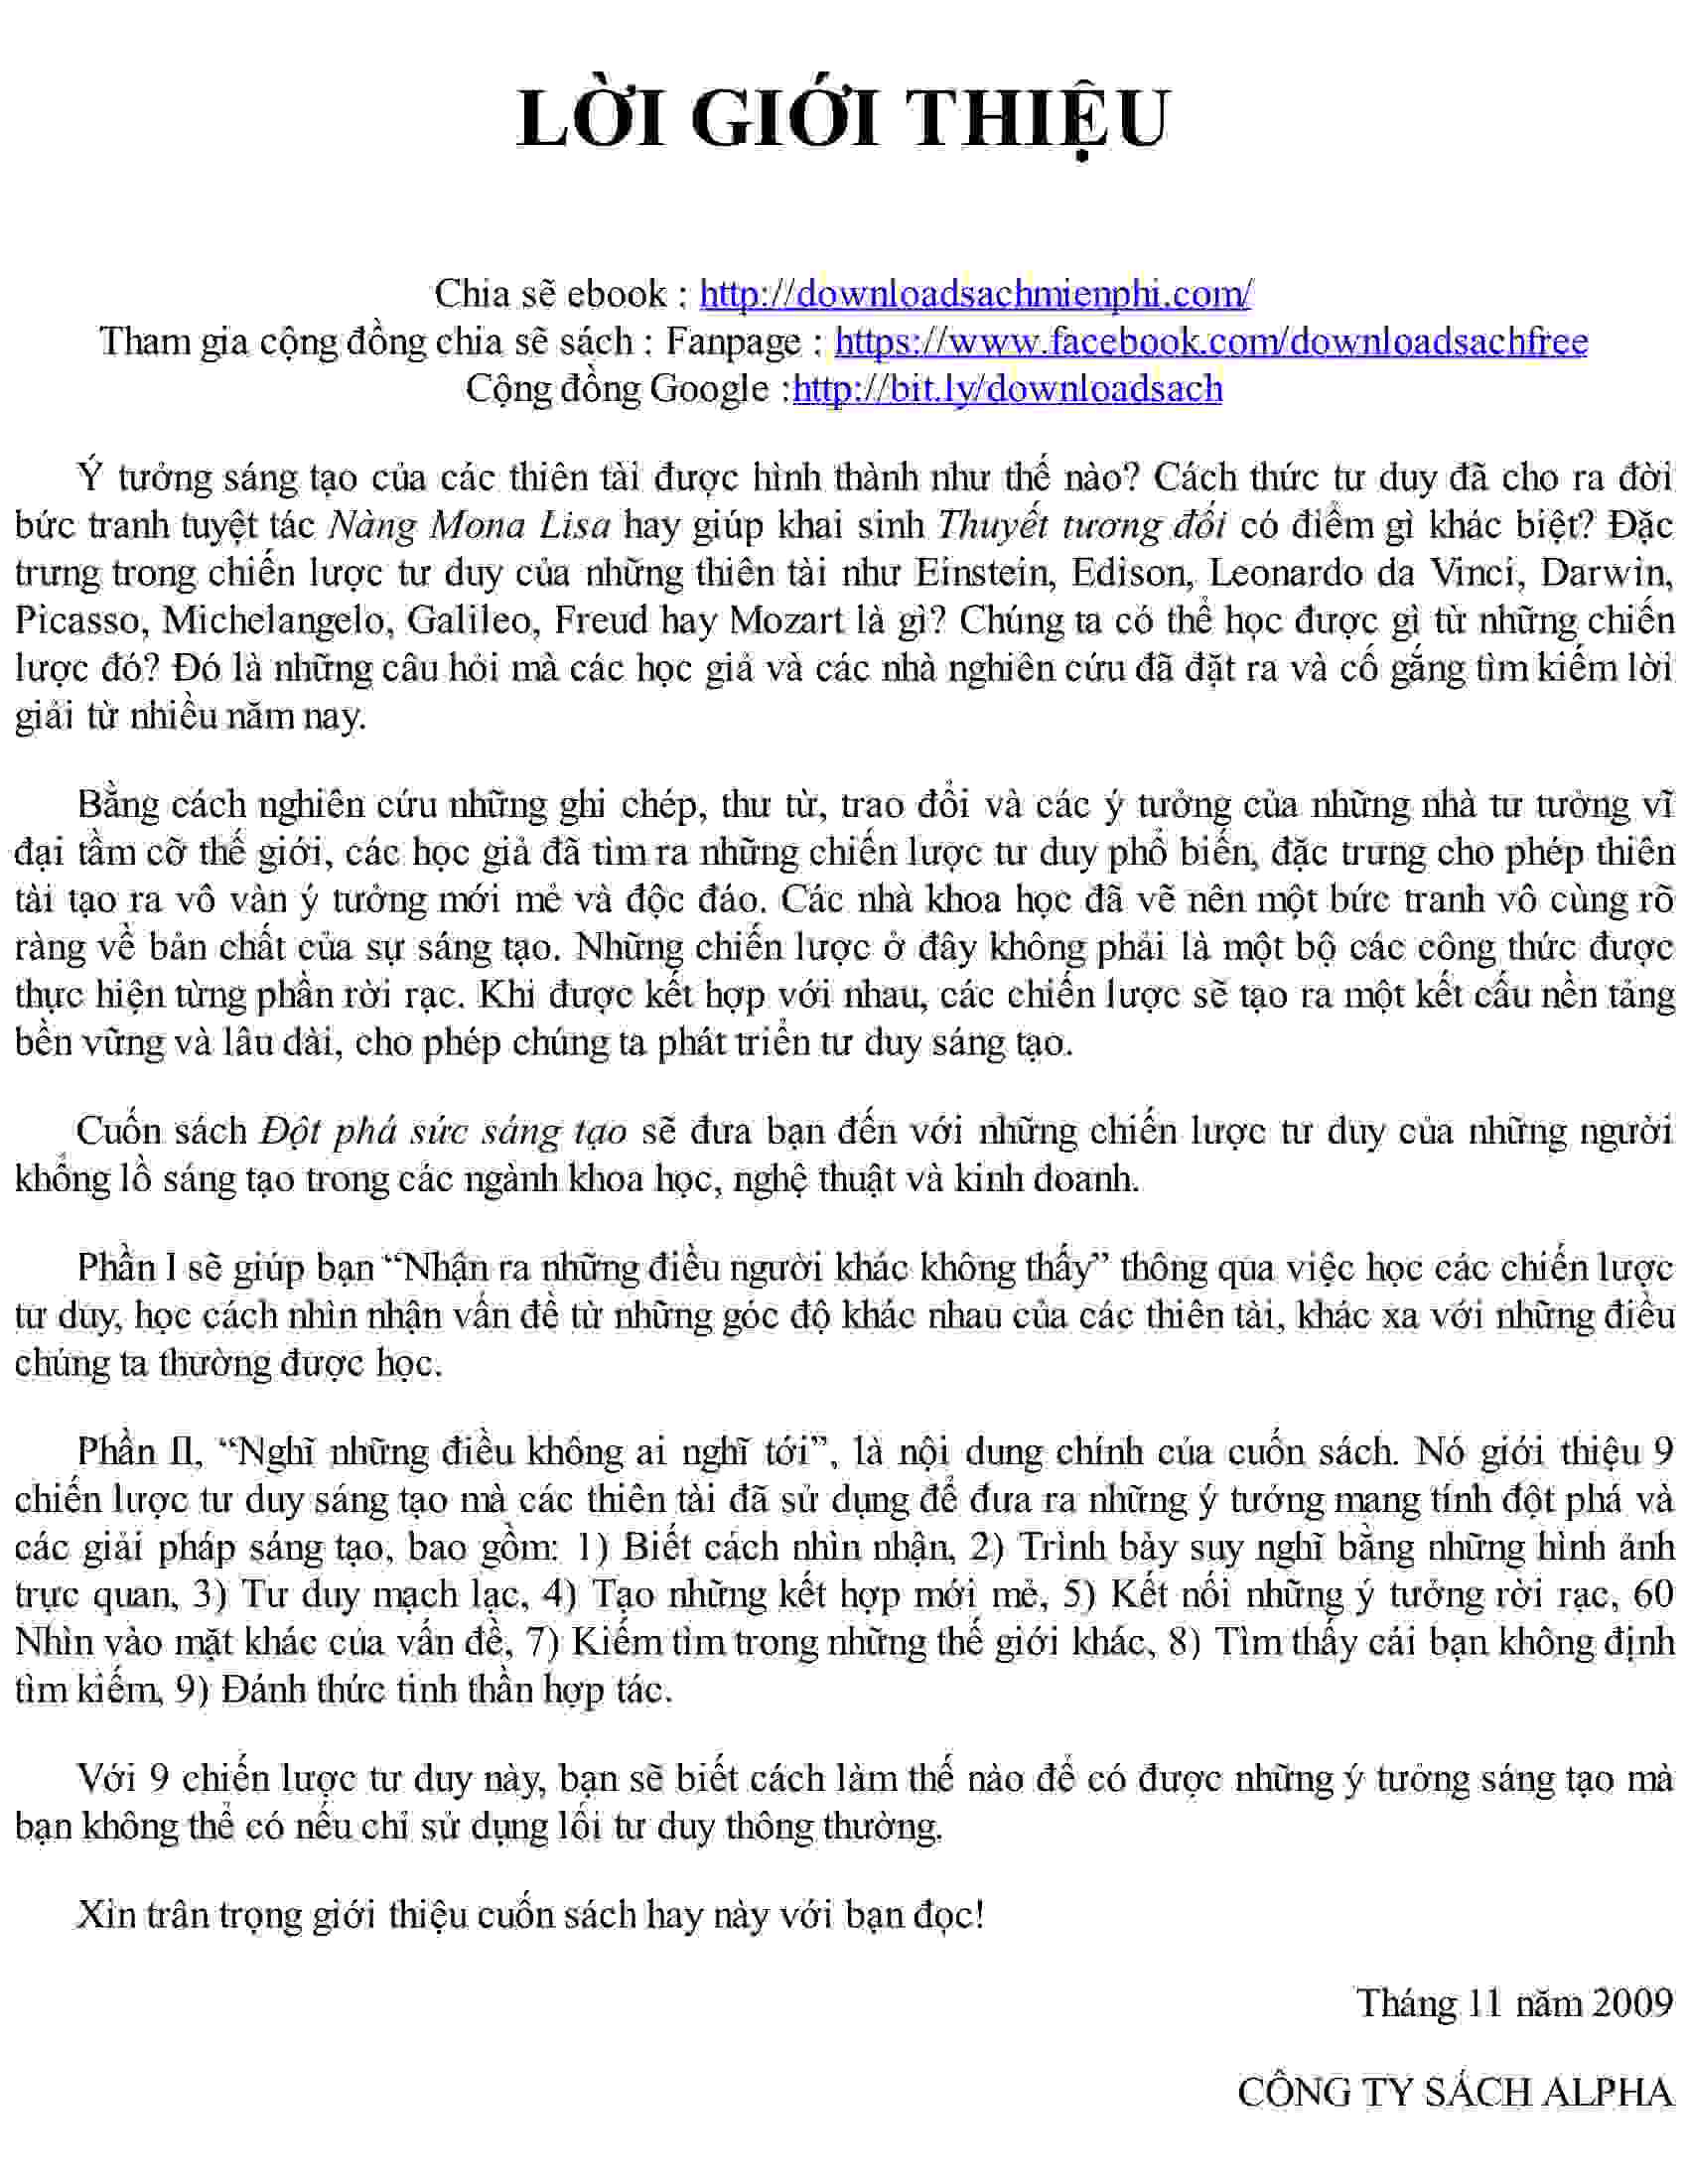 LỜI GIỚI THIỆU
Chia sẽ ebook : http://downloadsachmienphi.com/
Tham gia cộng đồng chia sẽ sách : Fanpage : https://www.facebook.com/downloadsachfree
Cộng đồng Google :http://bit.ly/downloadsach
Ý tưởng sáng tạo của các thiên tài được hình thành như thế nào? Cách thức tư duy đã cho ra đời
bức tranh tuyệt tác Nàng Mona Lisa hay giúp khai sinh Thuyết tương đối có điểm gì khác biệt? Đặc
trưng trong chiến lược tư duy của những thiên tài như Einstein, Edison, Leonardo da Vinci, Darwin,
Picasso, Michelangelo, Galileo, Freud hay Mozart là gì? Chúng ta có thể học được gì từ những chiến
lược đó? Đó là những câu hỏi mà các học giả và các nhà nghiên cứu đã đặt ra và cố gắng tìm kiếm lời
giải từ nhiều năm nay.
Bằng cách nghiên cứu những ghi chép, thư từ, trao đổi và các ý tưởng của những nhà tư tưởng vĩ
đại tầm cỡ thế giới, các học giả đã tìm ra những chiến lược tư duy phổ biến, đặc trưng cho phép thiên
tài tạo ra vô vàn ý tưởng mới mẻ và độc đáo. Các nhà khoa học đã vẽ nên một bức tranh vô cùng rõ
ràng về bản chất của sự sáng tạo. Những chiến lược ở đây không phải là một bộ các công thức được
thực hiện từng phần rời rạc. Khi được kết hợp với nhau, các chiến lược sẽ tạo ra một kết cấu nền tảng
bền vững và lâu dài, cho phép chúng ta phát triển tư duy sáng tạo.
Cuốn sách Đột phá sức sáng tạo sẽ đưa bạn đến với những chiến lược tư duy của những người
khổng lồ sáng tạo trong các ngành khoa học, nghệ thuật và kinh doanh.
Phần I sẽ giúp bạn “Nhận ra những điều người khác không thấy” thông qua việc học các chiến lược
tư duy, học cách nhìn nhận vấn đề từ những góc độ khác nhau của các thiên tài, khác xa với những điều
chúng ta thường được học.
Phần II, “Nghĩ những điều không ai nghĩ tới”, là nội dung chính của cuốn sách. Nó giới thiệu 9
chiến lược tư duy sáng tạo mà các thiên tài đã sử dụng để đưa ra những ý tưởng mang tính đột phá và
các giải pháp sáng tạo, bao gồm: 1) Biết cách nhìn nhận, 2) Trình bày suy nghĩ bằng những hình ảnh
trực quan, 3) Tư duy mạch lạc, 4) Tạo những kết hợp mới mẻ, 5) Kết nối những ý tưởng rời rạc, 60
Nhìn vào mặt khác của vấn đề, 7) Kiếm tìm trong những thế giới khác, 8) Tìm thấy cái bạn không định
tìm kiếm, 9) Đánh thức tinh thần hợp tác.
Với 9 chiến lược tư duy này, bạn sẽ biết cách làm thế nào để có được những ý tưởng sáng tạo mà
bạn không thể có nếu chỉ sử dụng lối tư duy thông thường.
Xin trân trọng giới thiệu cuốn sách hay này với bạn đọc!
Tháng 11 năm 2009
CÔNG TY SÁCH ALPHA